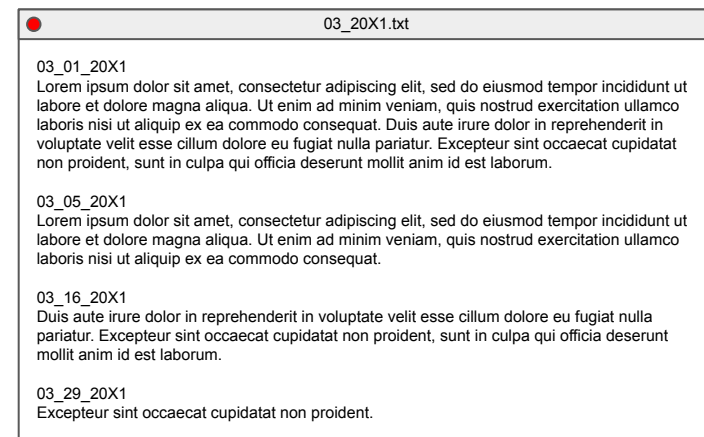 03_20X1.txt
03_01_20X1
Lorem ipsum dolor sit amet, consectetur adipiscing elit, sed do eiusmod tempor incididunt ut
labore et dolore magna aliqua. Ut enim ad minim veniam, quis nostrud exercitation ullamco
laboris nisi ut aliquip ex ea commodo consequat. Duis aute irure dolor in reprehenderit in
voluptate velit esse cillum dolore eu fugiat nulla pariatur. Excepteur sint occaecat cupidatat
non proident, sunt in culpa qui officia deserunt mollit anim id est laborum.
03_05_20X1
Lorem ipsum dolor sit amet, consectetur adipiscing elit, sed do eiusmod tempor incididunt ut
labore et dolore magna aliqua. Ut enim ad minim veniam, quis nostrud exercitation ullamco
laboris nisi ut aliquip ex ea commodo consequat.
03_16_20X1
Duis aute irure dolor in reprehenderit in voluptate velit esse cillum dolore eu fugiat nulla
pariatur. Excepteur sint occaecat cupidatat non proident, sunt in culpa qui officia deserunt
mollit anim id est laborum.
03_29_20X1
Excepteur sint occaecat cupidatat non proident.